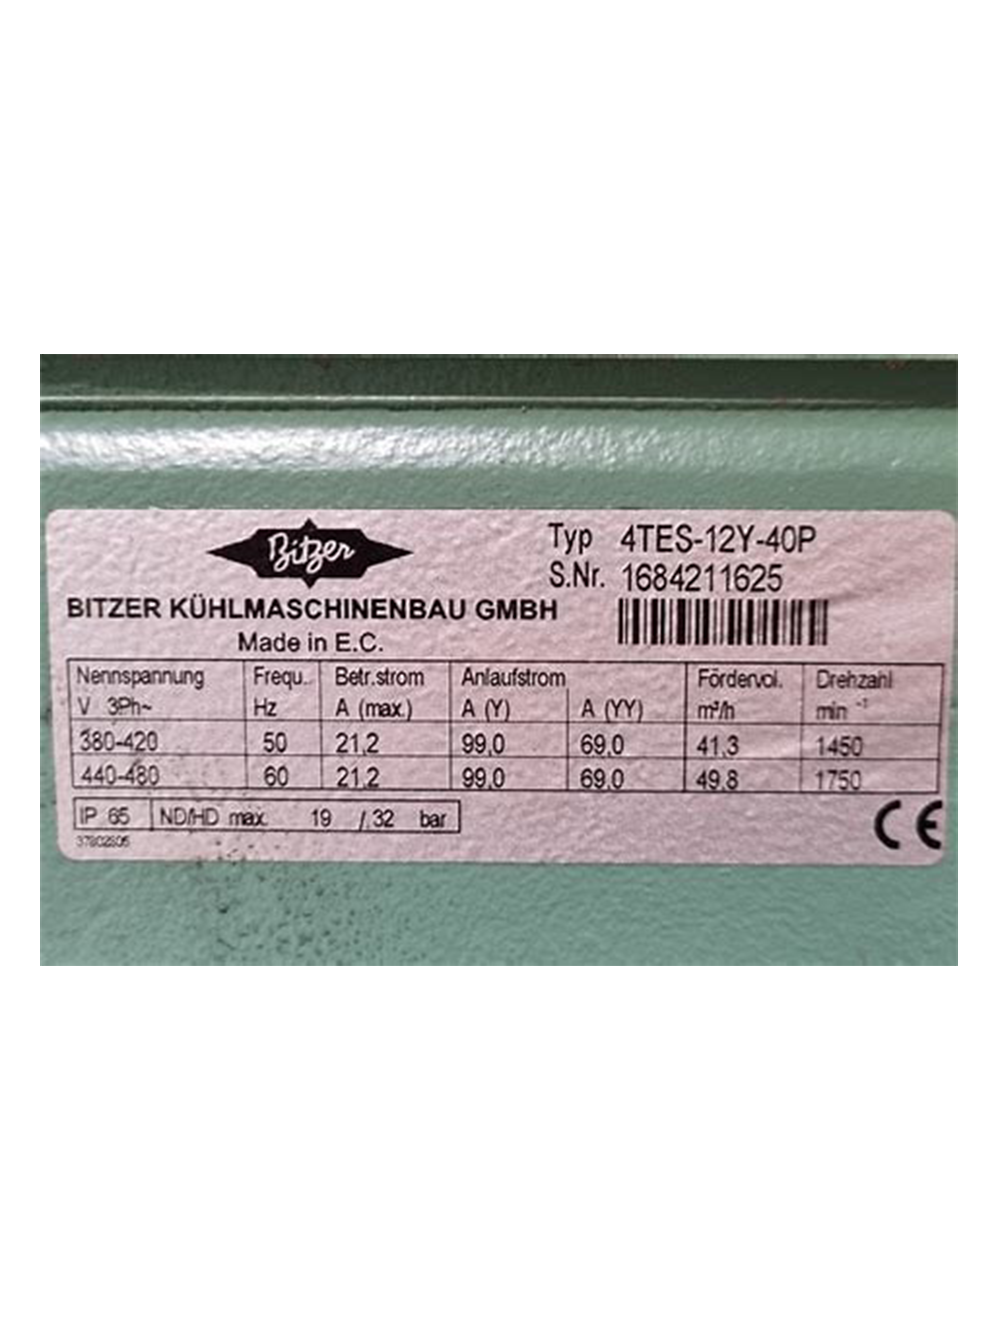 Bitzer
Typ 4TES-12Y-40P
S.Nr. 1684211625
BITZER KÜHLMASCHINENBAU GMBH
Made in E.C.
Nennspannung Frequ. Betr.strom Anlaufstrom Fördervol. Drehzahl
V 3Ph~ Hz A (max.) A (Y) A (YY) m³/h min -1
380-420 50 21,2 99,0 69,0 41,3 1450
440-480 60 21,2 99,0 69,0 49,8 1750
IP 65 ND/HD max. 19 / 32 bar
CE